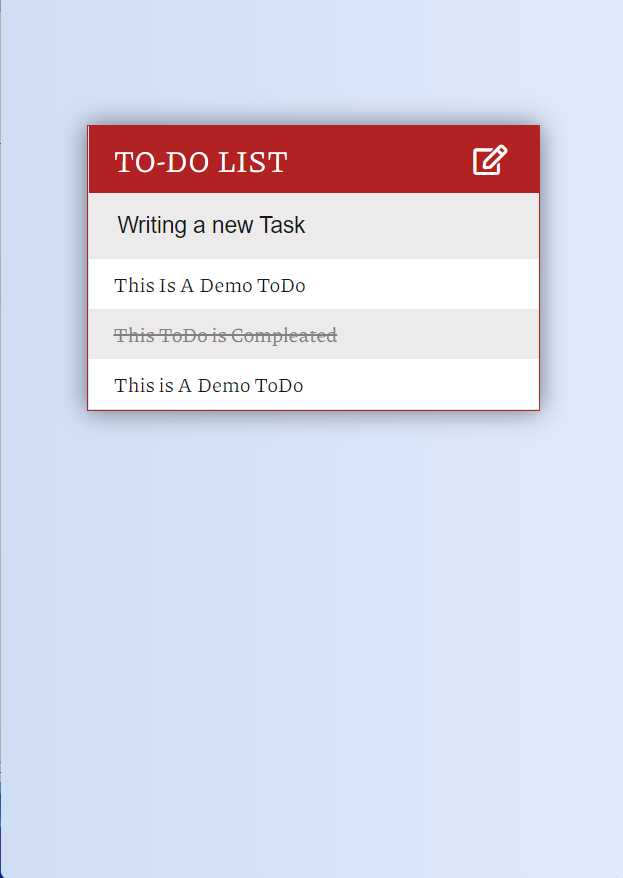 TO-DO LIST
Writing a new Task
This Is A Demo ToDo
This ToDo is Compleated
This is A Demo ToDo